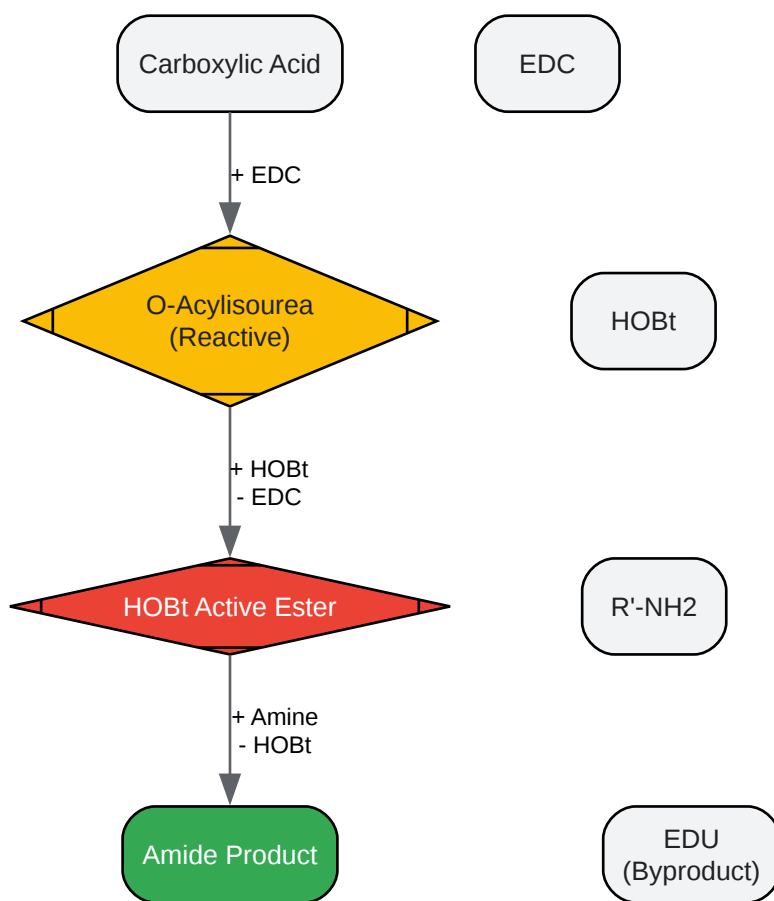 Carboxylic Acid
EDC
+ EDC
O-Acylisourea
(Reactive)
HOBt
+ HOBt
- EDC
HOBt Active Ester
R'-NH2
+ Amine
- HOBt
Amide Product
EDU
(Byproduct)